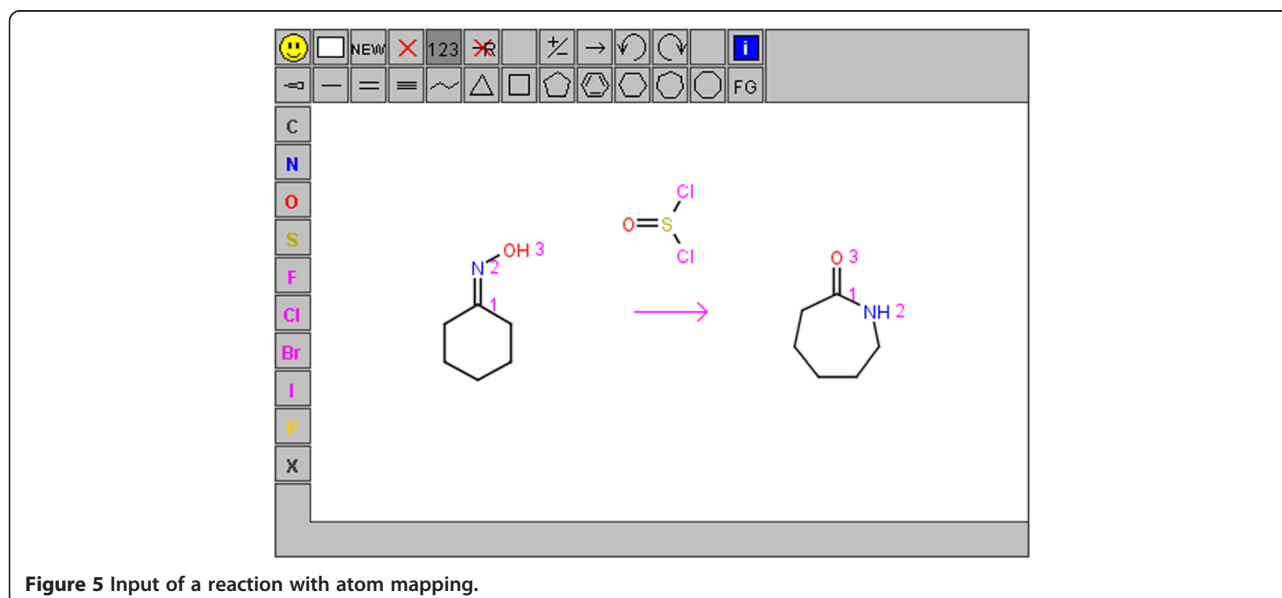 NEW 123 R i
FG
C
N
O
S
F
Cl
Br
I
P
X
Cl
O S
Cl
OH 3
N 2
1
O 3
1
NH 2
Figure 5 Input of a reaction with atom mapping.